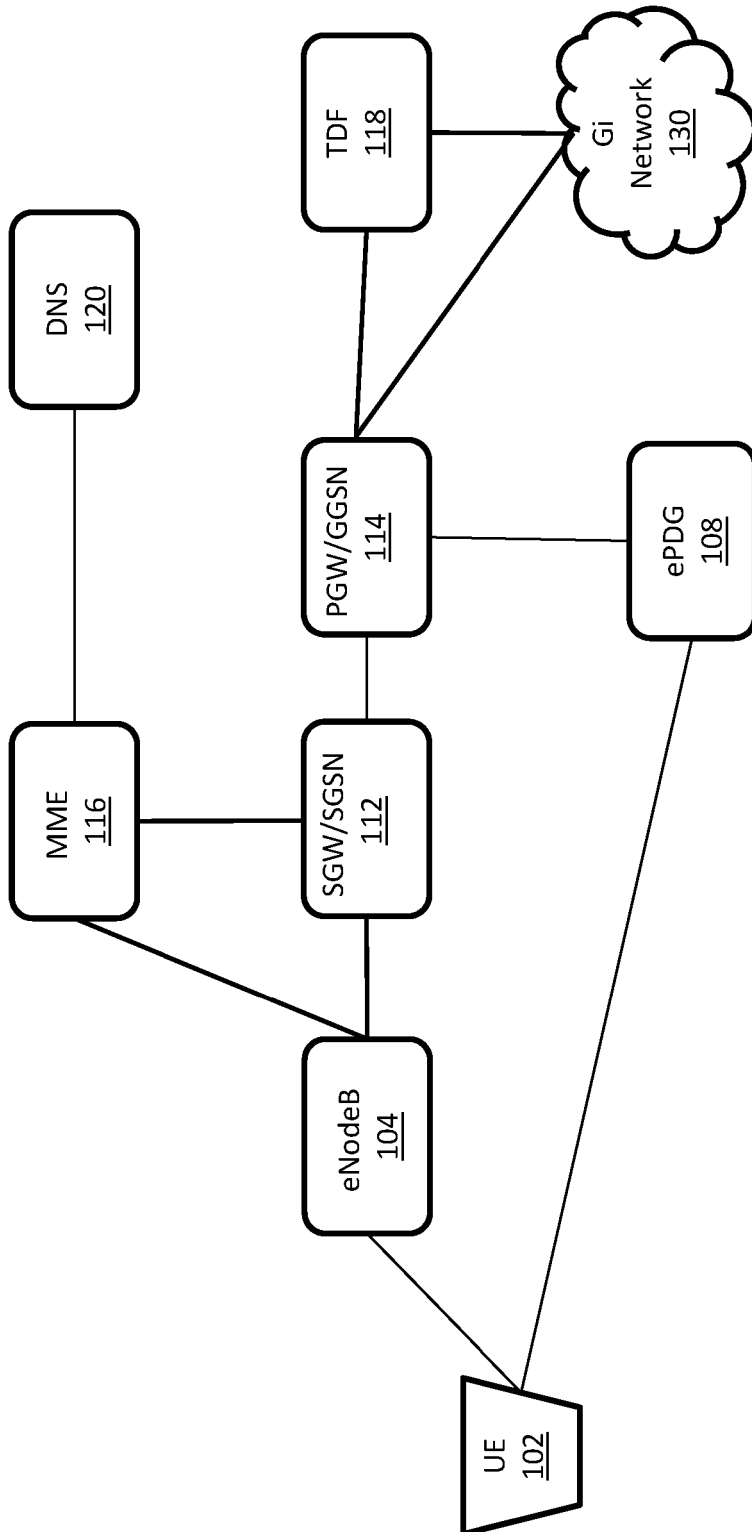 MME
116
DNS
120
eNodeB
104
SGW/SGSN
112
PGW/GGSN
114
TDF
118
UE
102
ePDG
108
Gi
Network
130